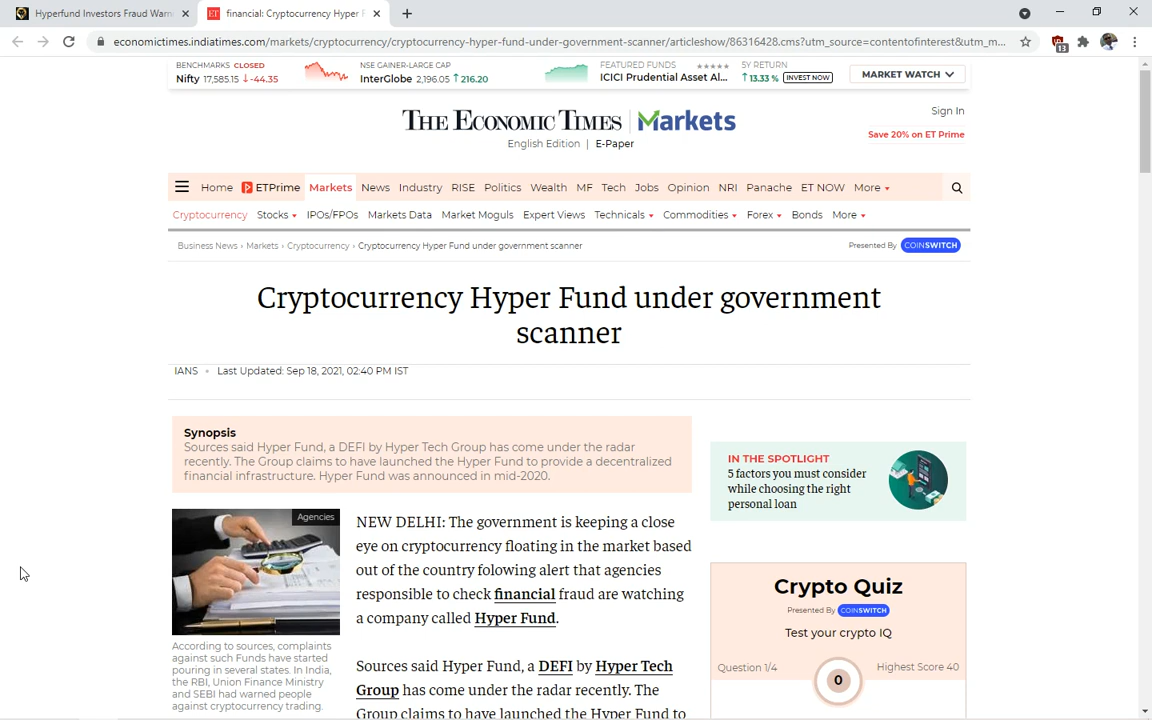 Hyperfund Investors Fraud Warn
financial: Cryptocurrency Hyper F
economictimes.indiatimes.com/markets/cryptocurrency/cryptocurrency-hyper-fund-under-government-scanner/articleshow/86316428.cms?utm_source=contentofinterest&utm_m...
13
BENCHMARKS CLOSED
Nifty 17,585.15 ↓ -44.35
NSE GAINER-LARGE CAP
InterGlobe 2,196.05 ↑ 216.20
FEATURED FUNDS ★★★★★
ICICI Prudential Asset Al...
5Y RETURN
↑ 13.33 % INVEST NOW
MARKET WATCH
THE ECONOMIC TIMES | Markets
English Edition | E-Paper
Sign In
Save 20% on ET Prime
Home ETPrime Markets News Industry RISE Politics Wealth MF Tech Jobs Opinion NRI Panache ET NOW More
Cryptocurrency Stocks IPOs/FPOs Markets Data Market Moguls Expert Views Technicals Commodities Forex Bonds More
Business News › Markets › Cryptocurrency › Cryptocurrency Hyper Fund under government scanner
Presented By COINSWITCH
Cryptocurrency Hyper Fund under government
scanner
IANS • Last Updated: Sep 18, 2021, 02:40 PM IST
Synopsis
Sources said Hyper Fund, a DEFI by Hyper Tech Group has come under the radar
recently. The Group claims to have launched the Hyper Fund to provide a decentralized
financial infrastructure. Hyper Fund was announced in mid-2020.
IN THE SPOTLIGHT
5 factors you must consider
while choosing the right
personal loan
Agencies
According to sources, complaints
against such Funds have started
pouring in several states. In India,
the RBI, Union Finance Ministry
and SEBI had warned people
against cryptocurrency trading.
NEW DELHI: The government is keeping a close
eye on cryptocurrency floating in the market based
out of the country folowing alert that agencies
responsible to check financial fraud are watching
a company called Hyper Fund.
Sources said Hyper Fund, a DEFI by Hyper Tech
Group has come under the radar recently. The
Group claims to have launched the Hyper Fund to
Crypto Quiz
Presented By COINSWITCH
Test your crypto IQ
Question 1/4
Highest Score 40
0